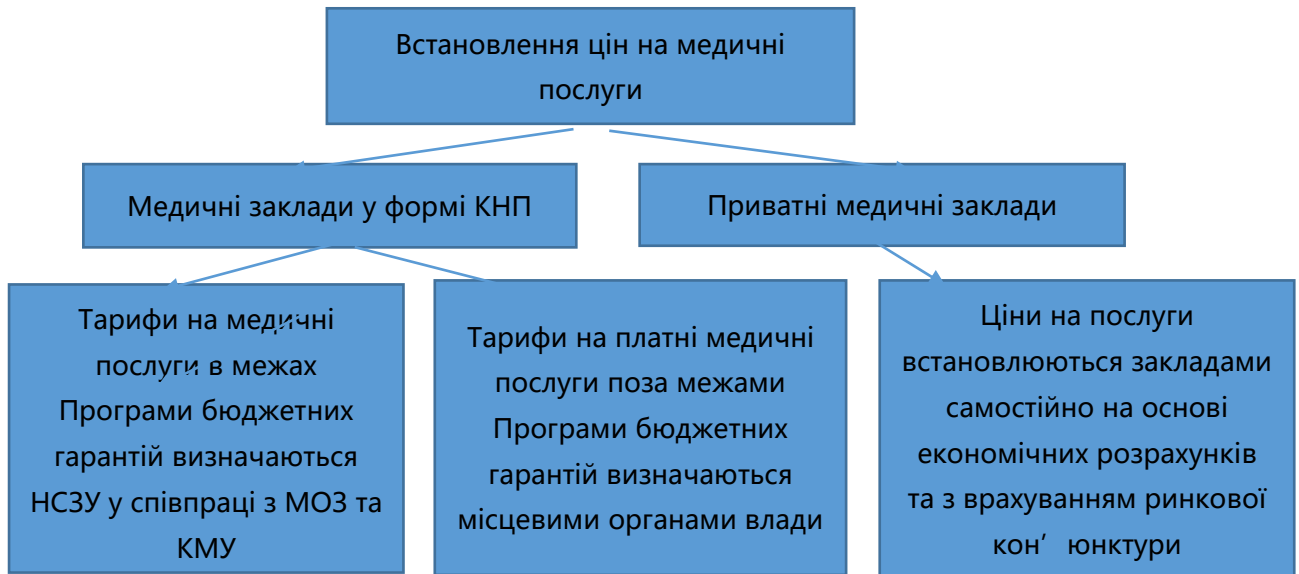 Встановлення цін на медичні
послуги
Медичні заклади у формі КНП
Приватні медичні заклади
Тарифи на медичні
послуги в межах
Програми бюджетних
гарантій визначаються
НСЗУ у співпраці з МОЗ та
КМУ
Тарифи на платні медичні
послуги поза межами
Програми бюджетних
гарантій визначаються
місцевими органами влади
Ціни на послуги
встановлюються закладами
самостійно на основі
економічних розрахунків
та з врахуванням ринкової
кон’ юнктури